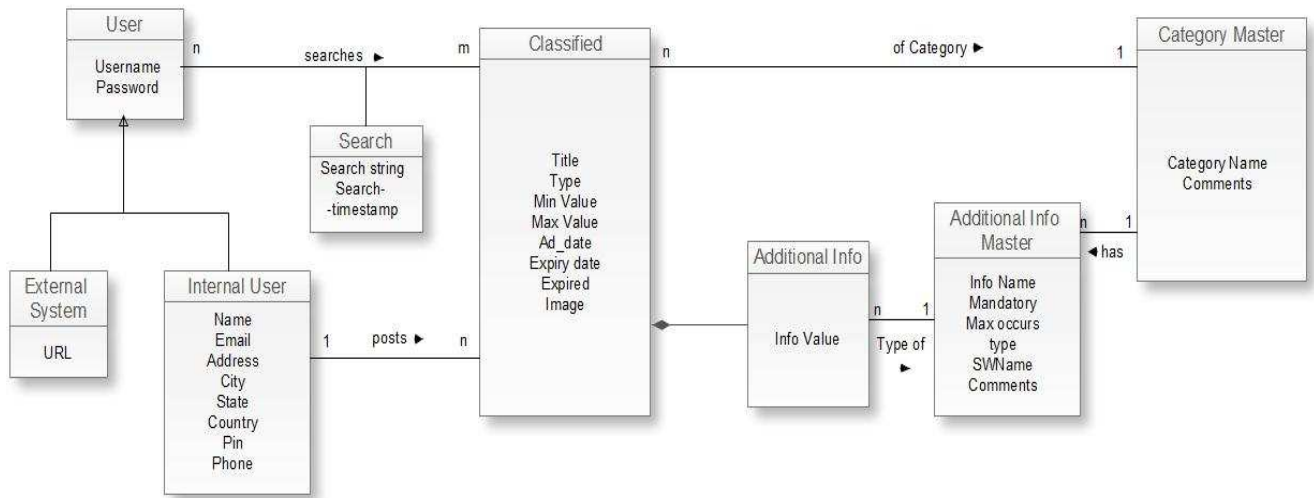 User
Username
Password
n
searches ►
m
Search
Search string
Search-
-timestamp
External
System
URL
Internal User
Name
Email
Address
City
State
Country
Pin
Phone
1
posts ►
n
Classified
Title
Type
Min Value
Max Value
Ad_date
Expiry date
Expired
Image
n
of Category ►
1
Category Master
Category Name
Comments
1
◄ has
n
Additional Info
Master
Info Name
Mandatory
Max occurs
type
SWName
Comments
Additional Info
Info Value
n
1
Type of
►